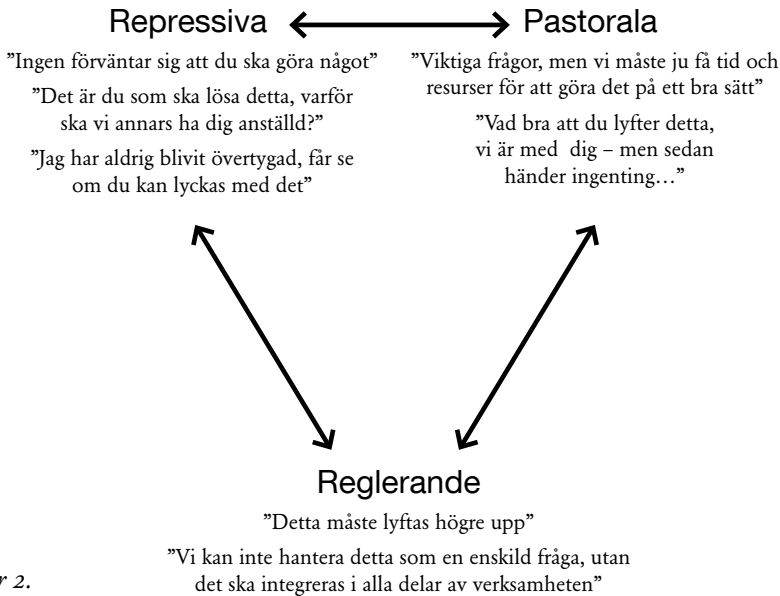 Repressiva
”Ingen förväntar sig att du ska göra något”
”Det är du som ska lösa detta, varför
ska vi annars ha dig anställd?”
”Jag har aldrig blivit övertygad, får se
om du kan lyckas med det”
Pastorala
”Viktiga frågor, men vi måste ju få tid och
resurser för att göra det på ett bra sätt”
”Vad bra att du lyfter detta,
vi är med dig – men sedan
händer ingenting…”
Reglerande
”Detta måste lyftas högre upp”
”Vi kan inte hantera detta som en enskild fråga, utan
det ska integreras i alla delar av verksamheten”
r 2.